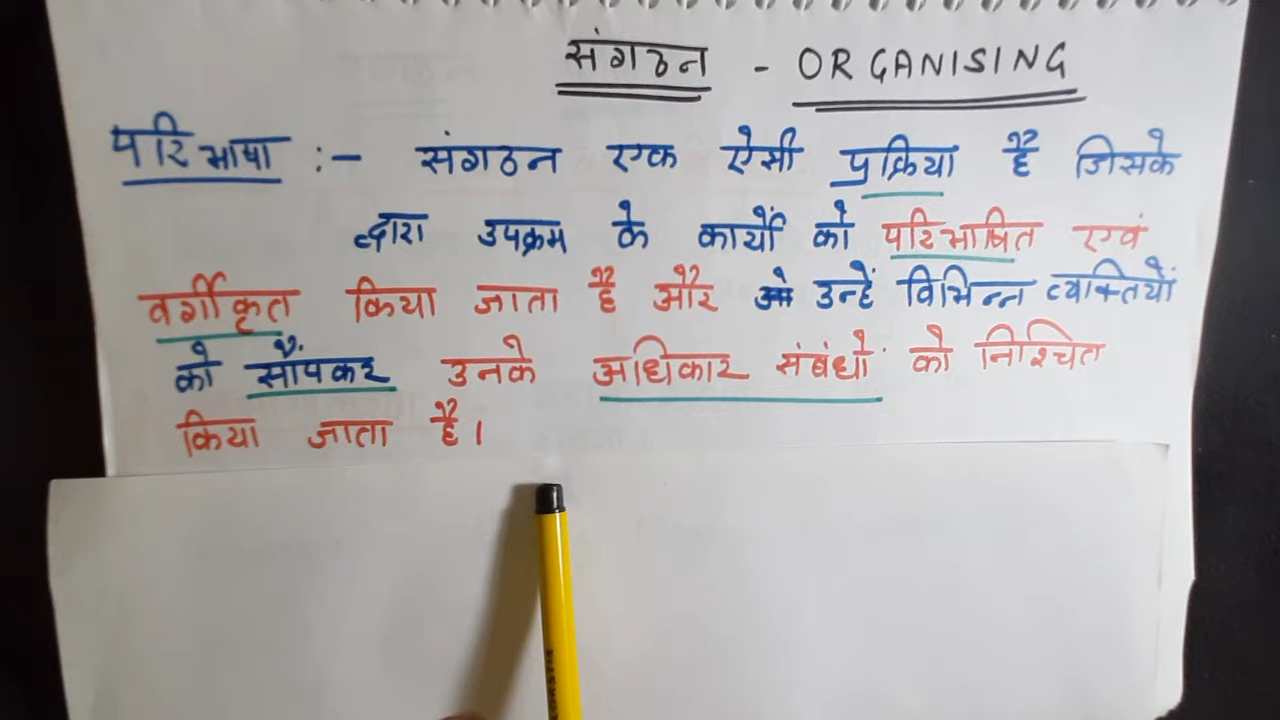 संगठन - ORGANISING
परिभाषा :- संगठन एक ऐसी प्रक्रिया है जिसके
द्वारा उपक्रम के कार्यों को परिभाषित एवं
वर्गीकृत किया जाता है और उन्हें विभिन्न व्यक्तियों
को सौंपकर उनके अधिकार संबंधों को निश्चित
किया जाता है।